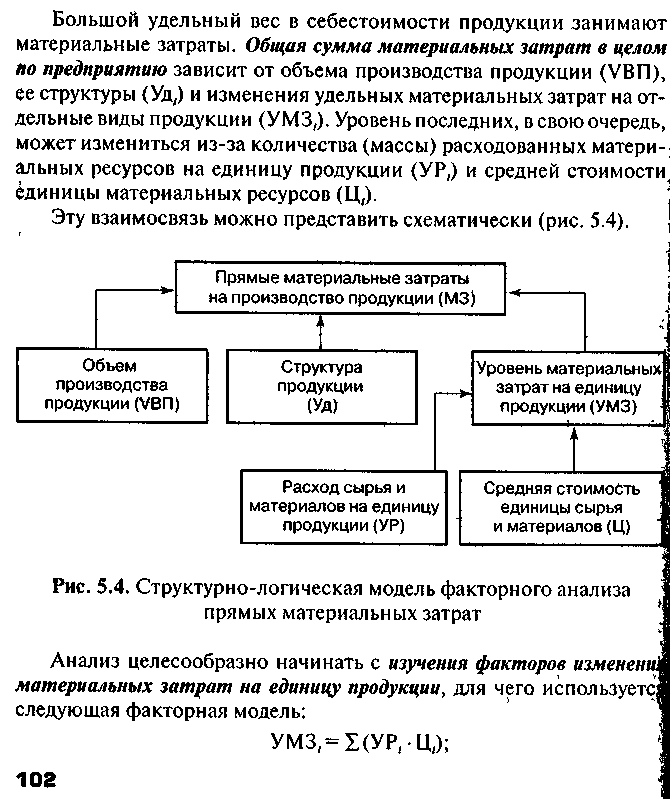 Большой удельный вес в себестоимости продукции занимают
материальные затраты. Общая сумма материальных затрат в целом
по предприятию зависит от объема производства продукции (VВП),
ее структуры (Удᵢ) и изменения удельных материальных затрат на от-
дельные виды продукции (УМЗᵢ). Уровень последних, в свою очередь,
может измениться из-за количества (массы) расходованных матери-
альных ресурсов на единицу продукции (УРᵢ) и средней стоимости
единицы материальных ресурсов (Цᵢ).
Эту взаимосвязь можно представить схематически (рис. 5.4).
Прямые материальные затраты
на производство продукции (МЗ)
Объем
производства
продукции (VВП)
Структура
продукции
(Уд)
Уровень материальных
затрат на единицу
продукции (УМЗ)
Расход сырья и
материалов на единицу
продукции (УР)
Средняя стоимость
единицы сырья
и материалов (Ц)
Рис. 5.4. Структурно-логическая модель факторного анализа
прямых материальных затрат
Анализ целесообразно начинать с изучения факторов изменени
материальных затрат на единицу продукции, для чего используетс
следующая факторная модель:
УМЗᵢ = Σ(УРᵢ · Цᵢ);
102